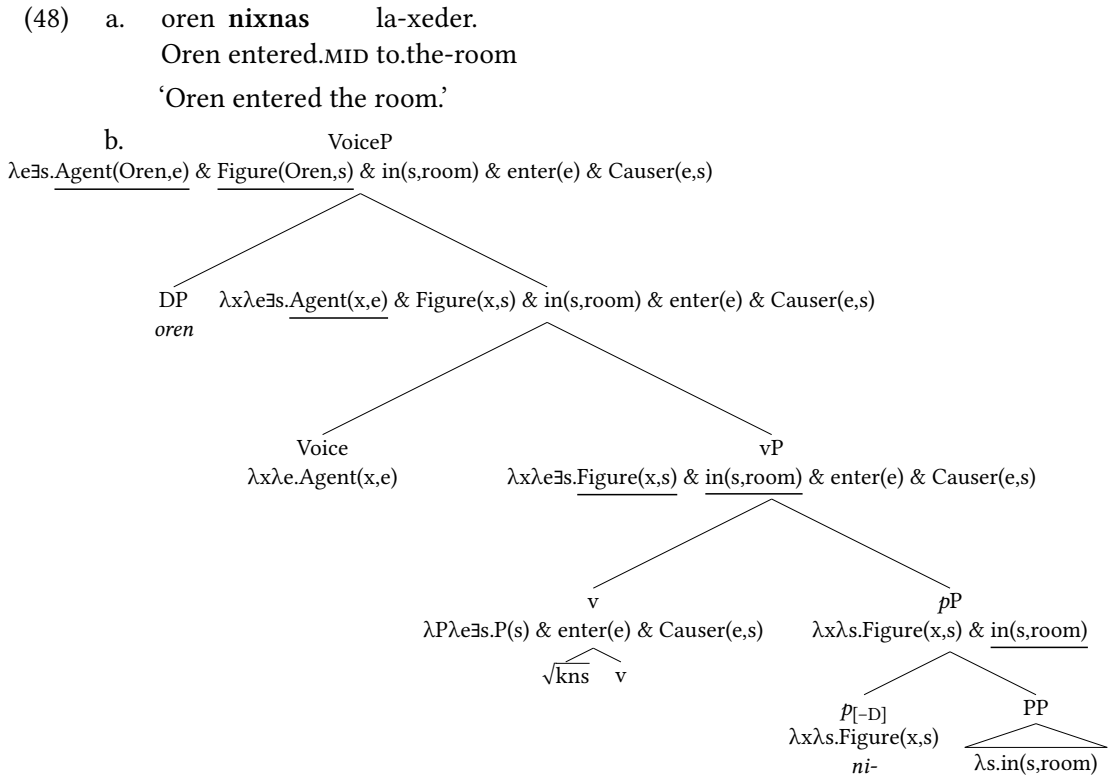 (48) a. oren nixnas la-xeder.
Oren entered.MID to.the-room
‘Oren entered the room.’
b. VoiceP
λe∃s.Agent(Oren,e) & Figure(Oren,s) & in(s,room) & enter(e) & Causer(e,s)
DP λxλe∃s.Agent(x,e) & Figure(x,s) & in(s,room) & enter(e) & Causer(e,s)
oren
Voice vP
λxλe.Agent(x,e) λxλe∃s.Figure(x,s) & in(s,room) & enter(e) & Causer(e,s)
v pP
λPλe∃s.P(s) & enter(e) & Causer(e,s) λxλs.Figure(x,s) & in(s,room)
√kns v
p[–D] PP
λxλs.Figure(x,s)
ni- λs.in(s,room)